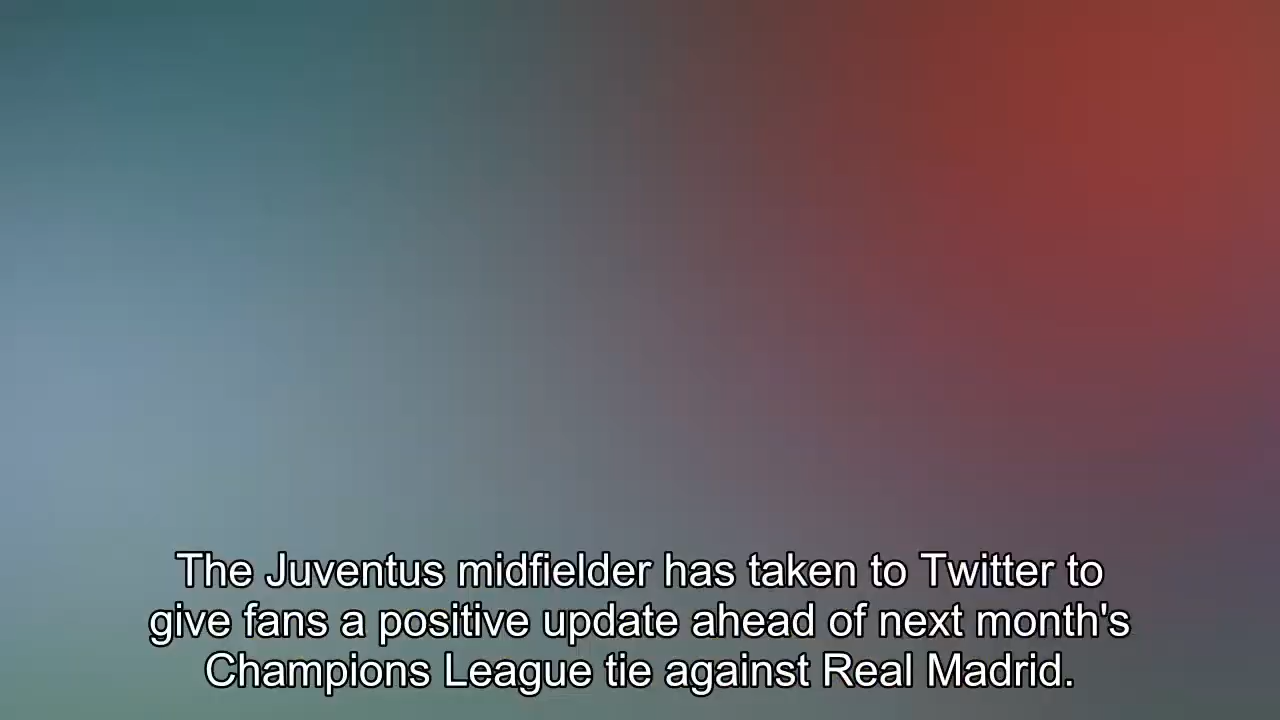 The Juventus midfielder has taken to Twitter to
give fans a positive update ahead of next month's
Champions League tie against Real Madrid.